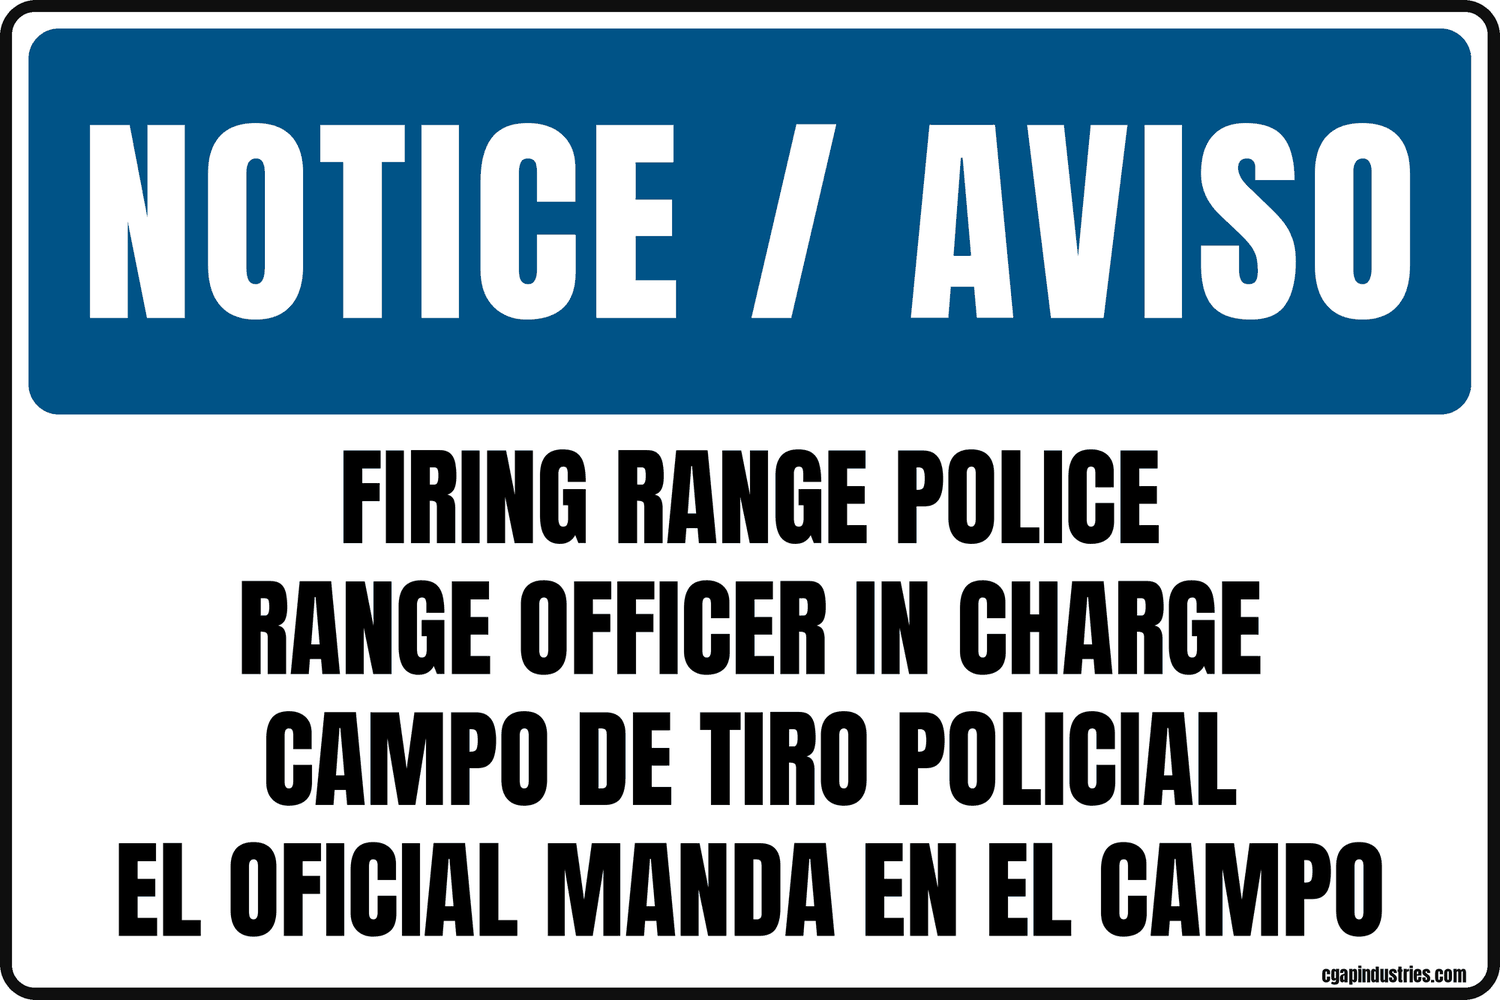 NOTICE / AVISO
FIRING RANGE POLICE
RANGE OFFICER IN CHARGE
CAMPO DE TIRO POLICIAL
EL OFICIAL MANDA EN EL CAMPO
cgapindustries.com